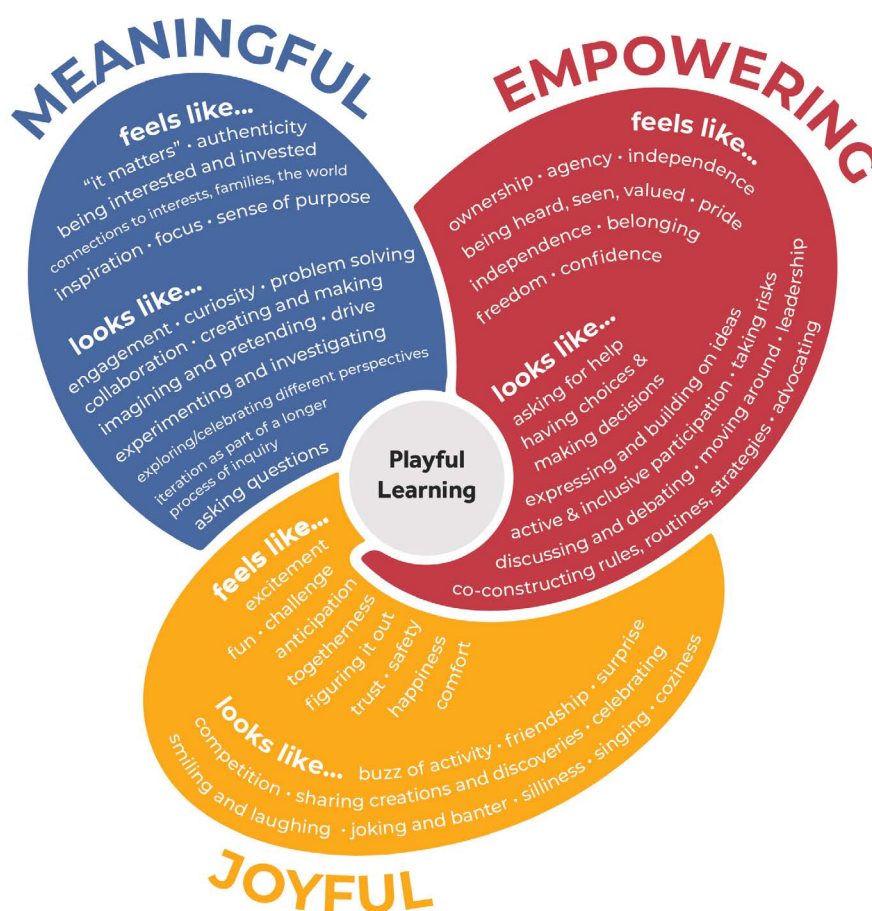 MEANINGFUL
feels like...
"it matters" · authenticity
being interested and invested
connections to interests, families, the world
inspiration · focus · sense of purpose
looks like...
engagement · curiosity · problem solving
collaboration · creating and making
imagining and pretending · drive
experimenting and investigating
exploring/celebrating different perspectives
iteration as part of a longer
process of inquiry
asking questions
EMPOWERING
feels like...
ownership · agency · independence
being heard, seen, valued · pride
independence · belonging
freedom · confidence
looks like...
asking for help
having choices &
making decisions
expressing and building on ideas
active & inclusive participation · taking risks
discussing and debating · moving around · leadership
co-constructing rules, routines, strategies · advocating
Playful
Learning
feels like...
excitement
fun · challenge
anticipation
togetherness
figuring it out
trust · safety
happiness
comfort
looks like...
buzz of activity · friendship · surprise
competition · sharing creations and discoveries · celebrating
smiling and laughing · joking and banter · silliness · singing · coziness
JOYFUL